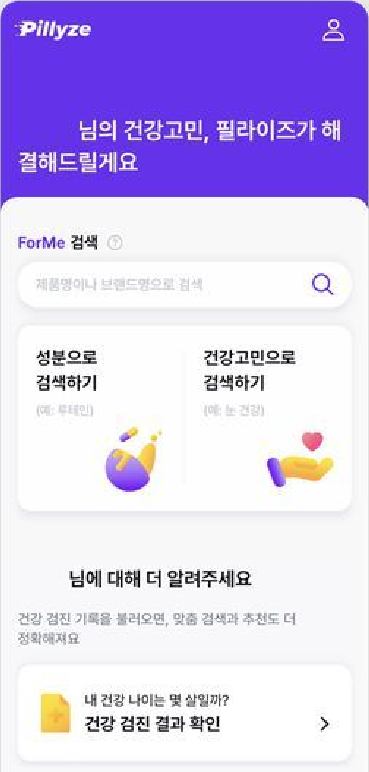 Pillyze
님의 건강고민, 필라이즈가 해
결해드릴게요
ForMe 검색 ?
제품명이나 브랜드명으로 검색
성분으로
검색하기
(예: 루테인)
건강고민으로
검색하기
(예: 눈 건강)
님에 대해 더 알려주세요
건강 검진 기록을 불러오면, 맞춤 검색과 추천도 더
정확해져요
내 건강 나이는 몇 살일까?
건강 검진 결과 확인